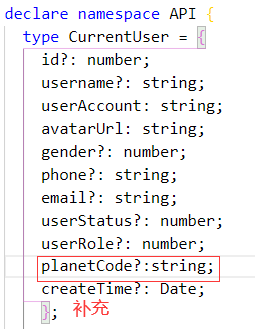 declare namespace API {
type CurrentUser = {
id?: number;
username?: string;
userAccount: string;
avatarUrl: string;
gender?: number;
phone?: string;
email?: string;
userStatus?: number;
userRole?: number;
planetCode?:string;
createTime?: Date;
}; 补充